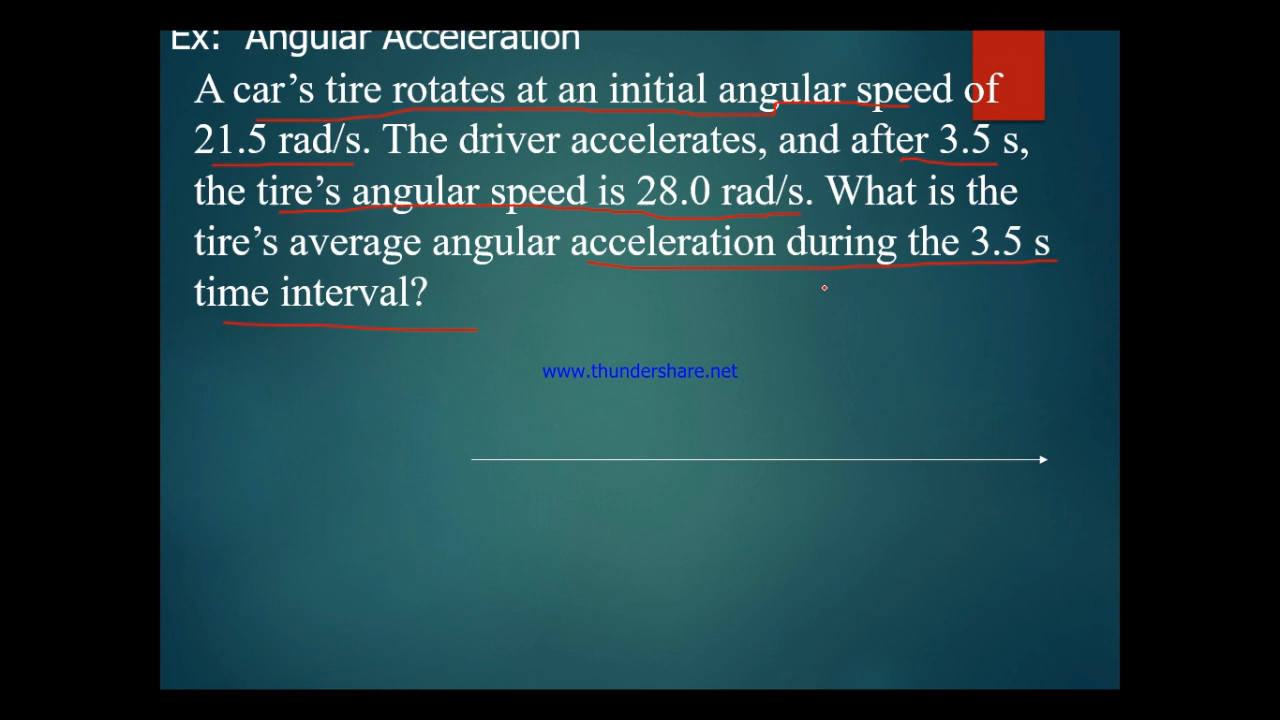 Ex: Angular Acceleration
A car’s tire rotates at an initial angular speed of
21.5 rad/s. The driver accelerates, and after 3.5 s,
the tire’s angular speed is 28.0 rad/s. What is the
tire’s average angular acceleration during the 3.5 s
time interval?
www.thundershare.net